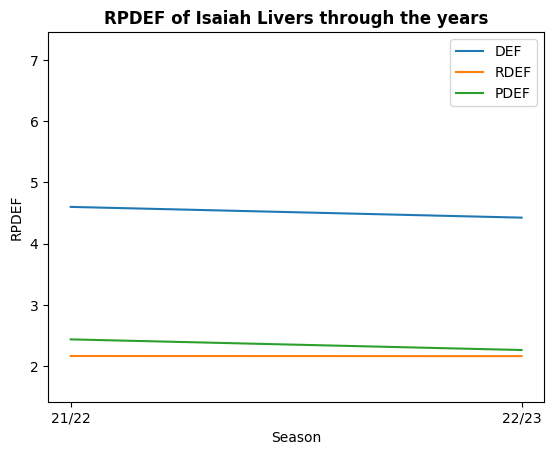 RPDEF of Isaiah Livers through the years
DEF
RDEF
PDEF
7
6
5
4
3
2
RPDEF
21/22
22/23
Season